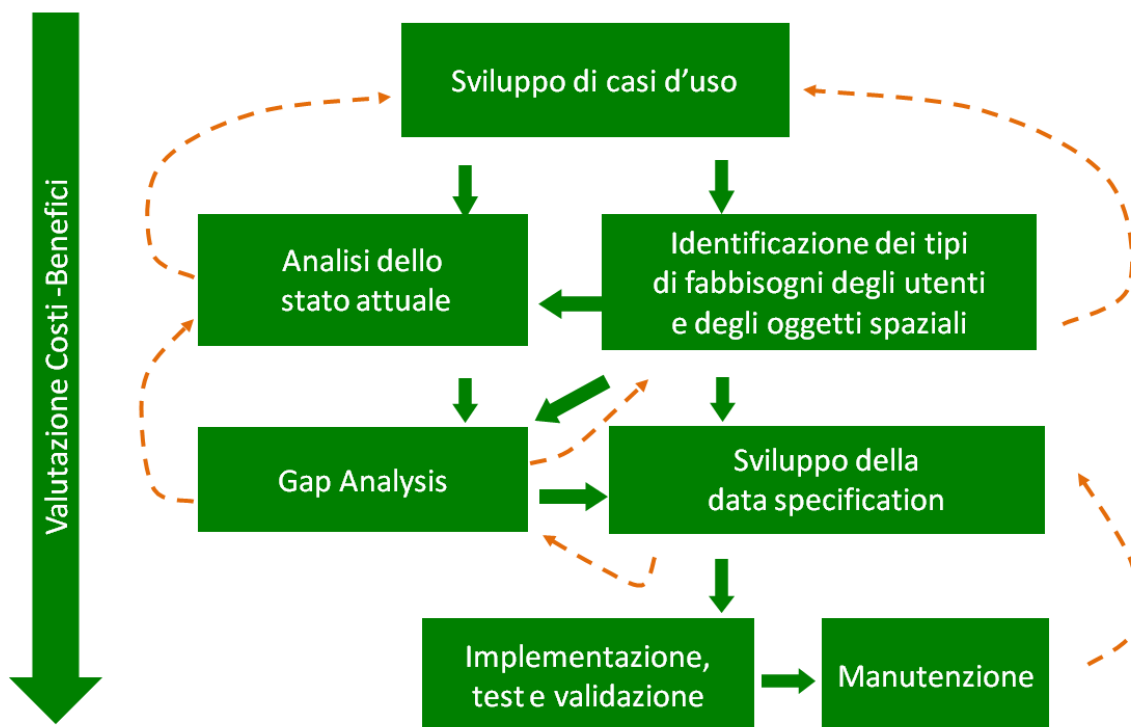 Valutazione Costi -Benefici
Sviluppo di casi d’uso
Analisi dello
stato attuale
Identificazione dei tipi
di fabbisogni degli utenti
e degli oggetti spaziali
Gap Analysis
Sviluppo della
data specification
Implementazione,
test e validazione
Manutenzione